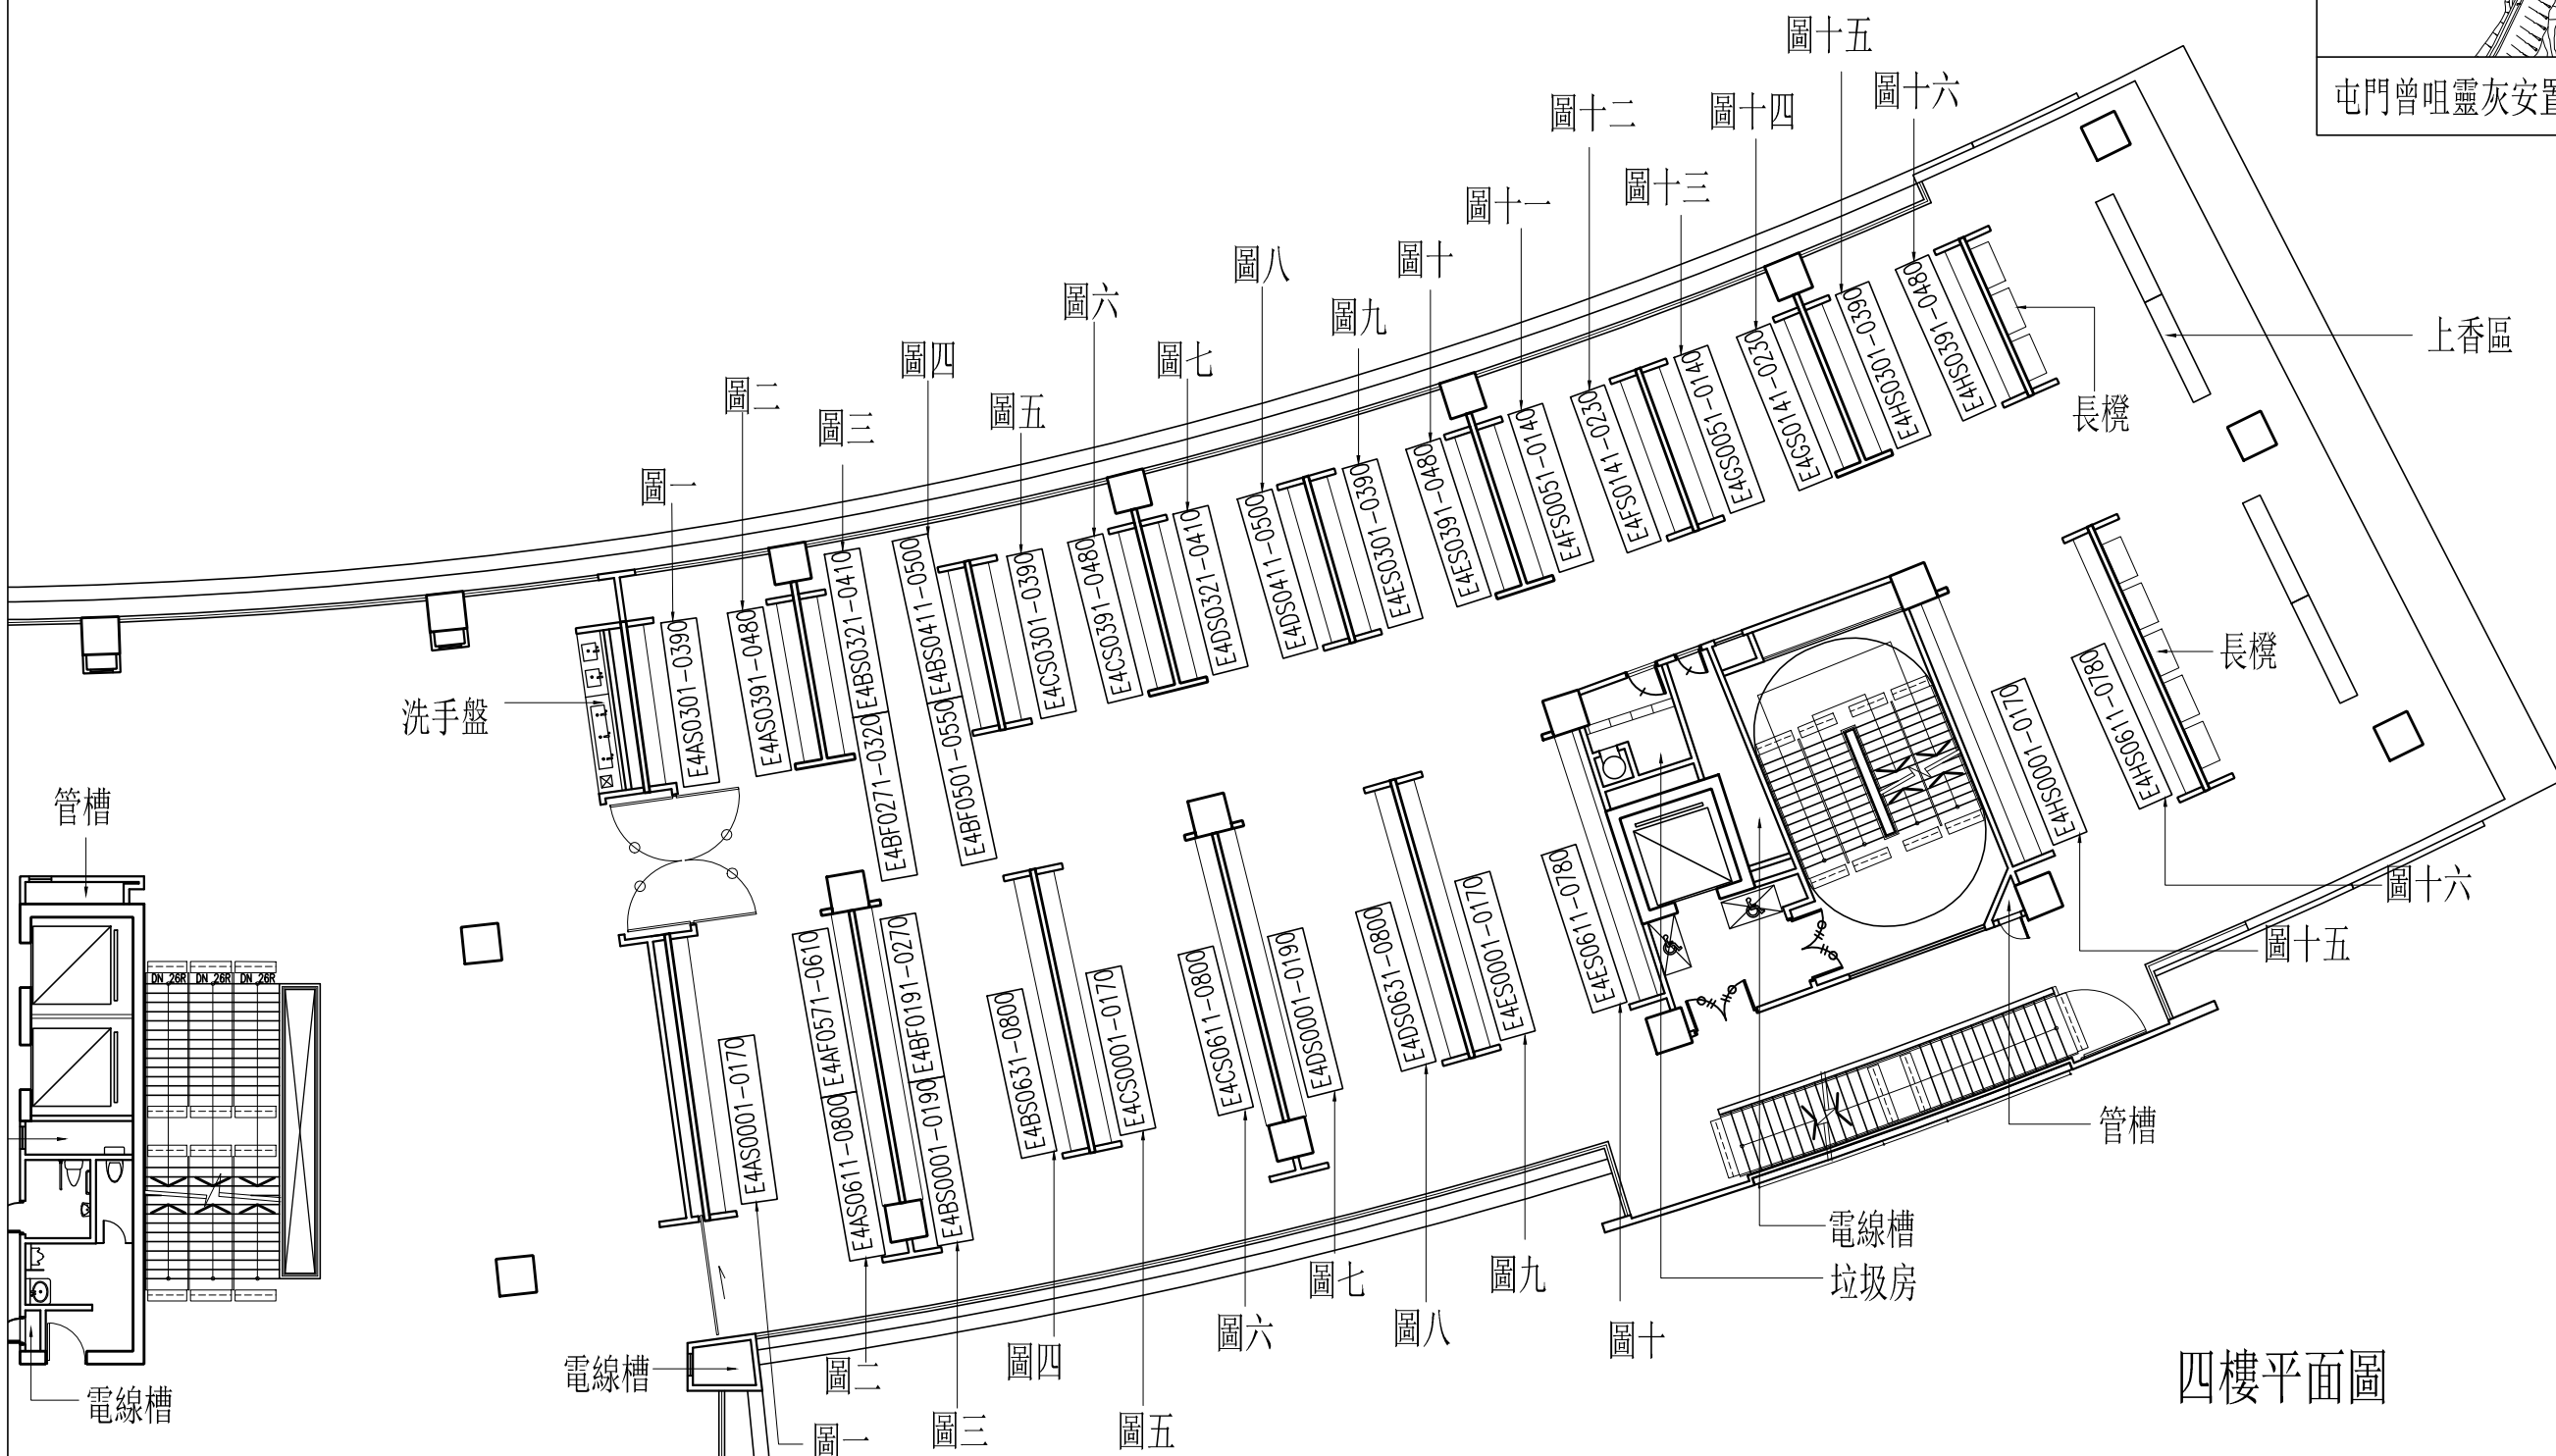 圖十五
圖十六
屯門曾咀靈灰安置
圖十二
圖十四
圖十三
圖十一
圖十
圖八
圖九
圖六
圖七
圖四
圖五
圖二
圖三
圖一
上香區
長櫈
長櫈
洗手盤
管槽
E4AS0301-0390
E4AS0391-0480
E4BS0321-0410
E4BF0271-0320
E4BS0411-0500
E4BF0501-0550
E4CS0301-0390
E4CS0391-0480
E4DS0321-0410
E4DS0411-0500
E4ES0301-0390
E4ES0391-0480
E4FS0051-0140
E4FS0141-0230
E4GS0051-0140
E4GS0141-0230
E4HS0301-0390
E4HS0391-0480
E4AS0001-0170
E4AF0571-0610
E4AS0611-0800
E4BF0191-0270
E4BS0001-0190
E4BS0631-0800
E4CS0001-0170
E4CS0611-0800
E4DS0001-0190
E4DS0631-0800
E4ES0001-0170
E4ES0611-0780
E4HS0001-0170
E4HS0611-0780
DN 26R
DN 26R
DN 26R
圖十六
圖十五
管槽
電線槽
垃圾房
圖十
圖九
圖八
圖七
圖六
圖五
圖四
圖三
圖二
圖一
電線槽
電線槽
四樓平面圖